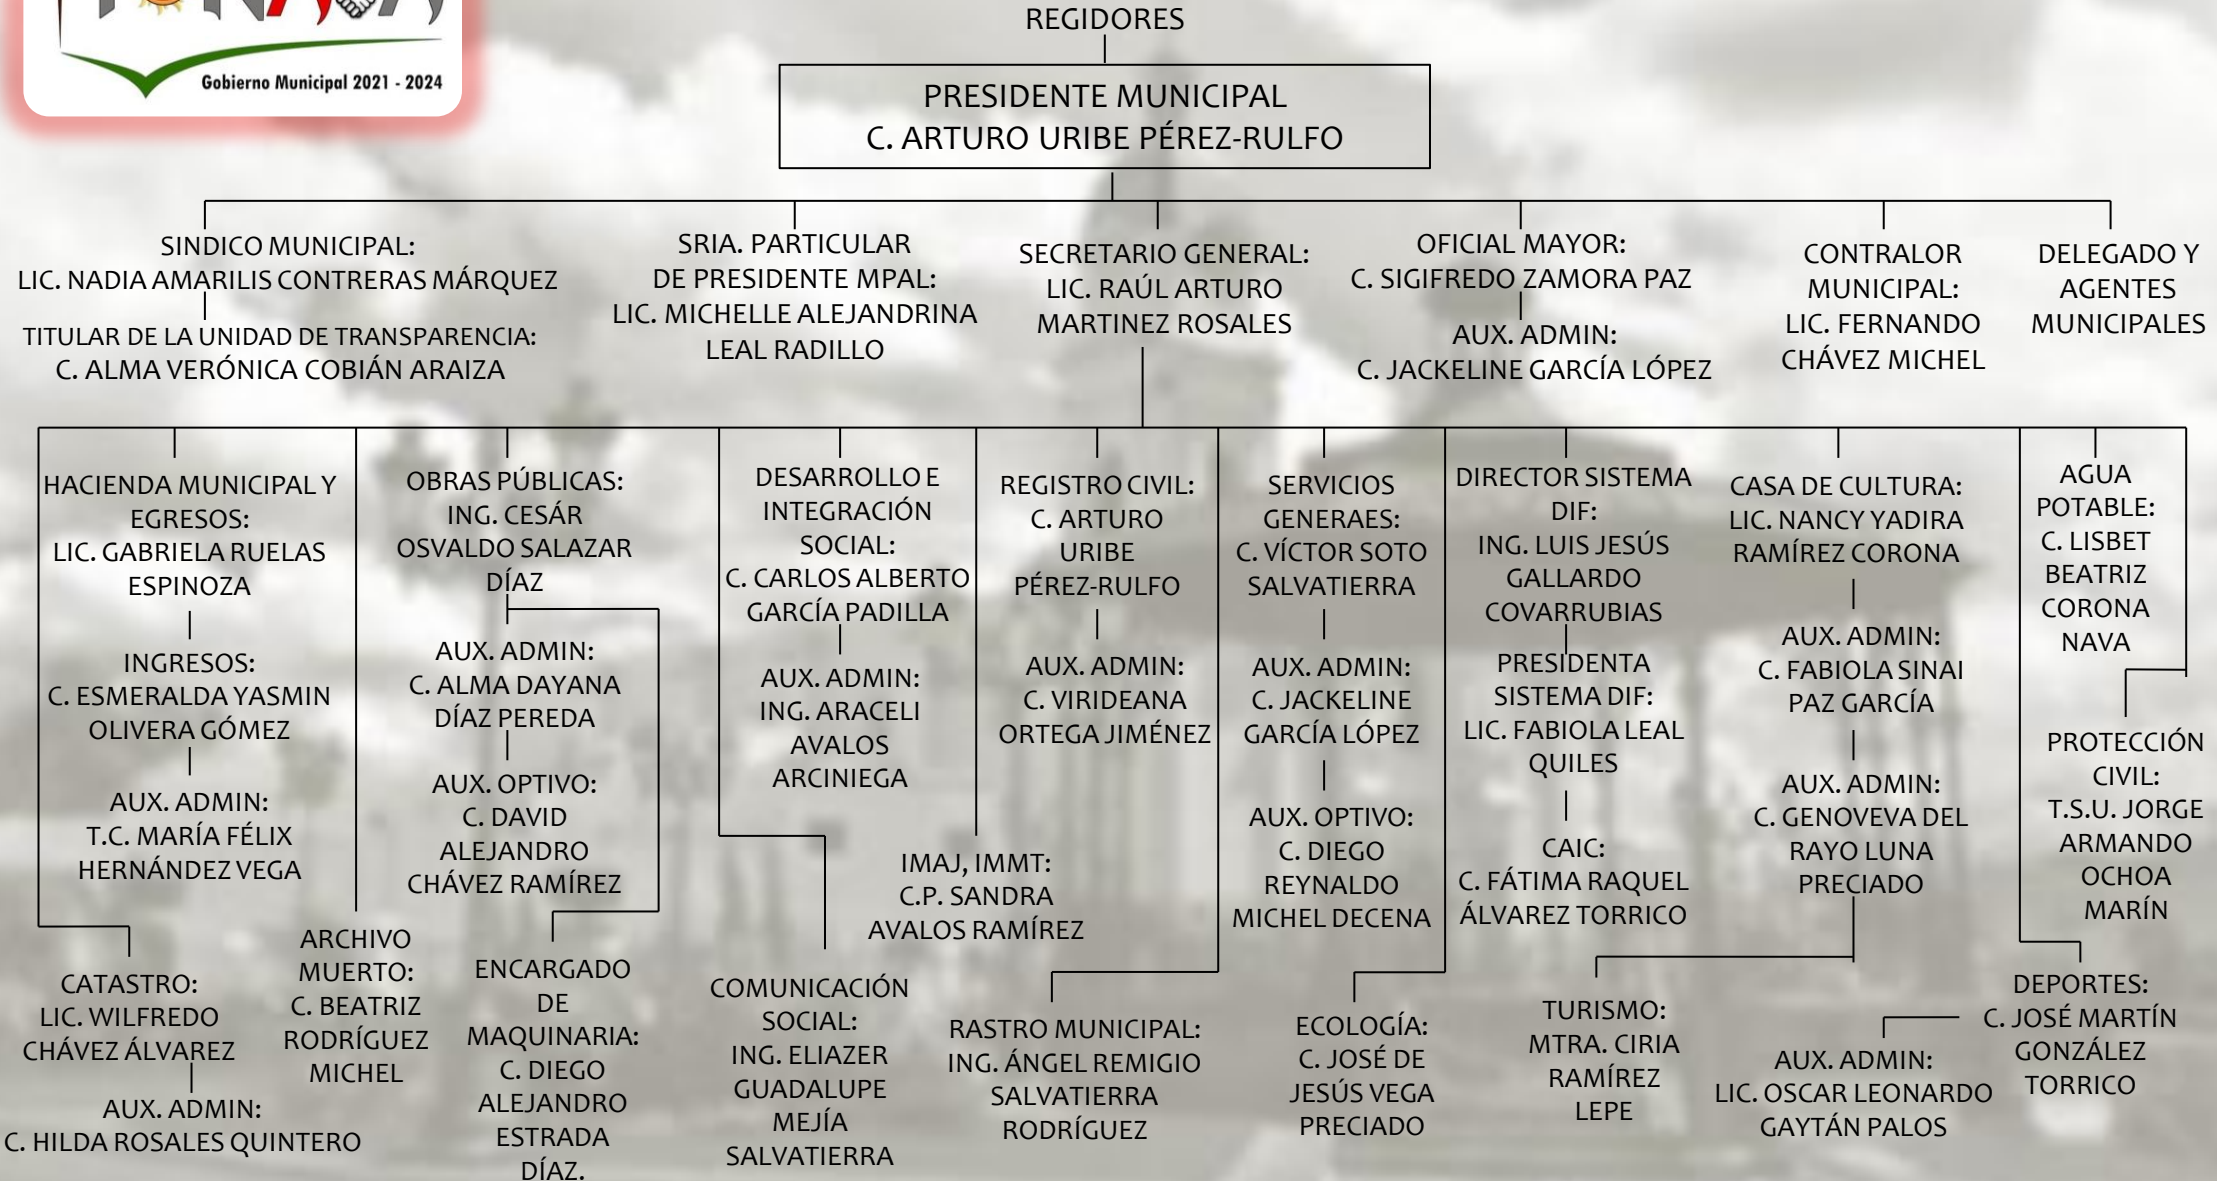 Gobierno Municipal 2021 - 2024
REGIDORES
PRESIDENTE MUNICIPAL
C. ARTURO URIBE PÉREZ-RULFO
SINDICO MUNICIPAL:
LIC. NADIA AMARILIS CONTRERAS MÁRQUEZ
TITULAR DE LA UNIDAD DE TRANSPARENCIA:
C. ALMA VERÓNICA COBIÁN ARAIZA
SRIA. PARTICULAR
DE PRESIDENTE MPAL:
LIC. MICHELLE ALEJANDRINA
LEAL RADILLO
SECRETARIO GENERAL:
LIC. RAÚL ARTURO
MARTINEZ ROSALES
OFICIAL MAYOR:
C. SIGIFREDO ZAMORA PAZ
AUX. ADMIN:
C. JACKELINE GARCÍA LÓPEZ
CONTRALOR
MUNICIPAL:
LIC. FERNANDO
CHÁVEZ MICHEL
DELEGADO Y
AGENTES
MUNICIPALES
HACIENDA MUNICIPAL Y
EGRESOS:
LIC. GABRIELA RUELAS
ESPINOZA
INGRESOS:
C. ESMERALDA YASMIN
OLIVERA GÓMEZ
AUX. ADMIN:
T.C. MARÍA FÉLIX
HERNÁNDEZ VEGA
CATASTRO:
LIC. WILFREDO
CHÁVEZ ÁLVAREZ
AUX. ADMIN:
C. HILDA ROSALES QUINTERO
ARCHIVO
MUERTO:
C. BEATRIZ
RODRÍGUEZ
MICHEL
OBRAS PÚBLICAS:
ING. CESÁR
OSVALDO SALAZAR
DÍAZ
AUX. ADMIN:
C. ALMA DAYANA
DÍAZ PEREDA
AUX. OPTIVO:
C. DAVID
ALEJANDRO
CHÁVEZ RAMÍREZ
ENCARGADO
DE
MAQUINARIA:
C. DIEGO
ALEJANDRO
ESTRADA
DÍAZ.
DESARROLLO E
INTEGRACIÓN
SOCIAL:
C. CARLOS ALBERTO
GARCÍA PADILLA
AUX. ADMIN:
ING. ARACELI
AVALOS
ARCINIEGA
COMUNICACIÓN
SOCIAL:
ING. ELIAZER
GUADALUPE
MEJÍA
SALVATIERRA
IMAJ, IMMT:
C.P. SANDRA
AVALOS RAMÍREZ
REGISTRO CIVIL:
C. ARTURO
URIBE
PÉREZ-RULFO
AUX. ADMIN:
C. VIRIDEANA
ORTEGA JIMÉNEZ
RASTRO MUNICIPAL:
ING. ÁNGEL REMIGIO
SALVATIERRA
RODRÍGUEZ
SERVICIOS
GENERAES:
C. VÍCTOR SOTO
SALVATIERRA
AUX. ADMIN:
C. JACKELINE
GARCÍA LÓPEZ
AUX. OPTIVO:
C. DIEGO
REYNALDO
MICHEL DECENA
ECOLOGÍA:
C. JOSÉ DE
JESÚS VEGA
PRECIADO
DIRECTOR SISTEMA
DIF:
ING. LUIS JESÚS
GALLARDO
COVARRUBIAS
PRESIDENTA
SISTEMA DIF:
LIC. FABIOLA LEAL
QUILES
CAIC:
C. FÁTIMA RAQUEL
ÁLVAREZ TORRICO
CASA DE CULTURA:
LIC. NANCY YADIRA
RAMÍREZ CORONA
AUX. ADMIN:
C. FABIOLA SINAI
PAZ GARCÍA
AUX. ADMIN:
C. GENOVEVA DEL
RAYO LUNA
PRECIADO
TURISMO:
MTRA. CIRIA
RAMÍREZ
LEPE
AGUA
POTABLE:
C. LISBET
BEATRIZ
CORONA
NAVA
PROTECCIÓN
CIVIL:
T.S.U. JORGE
ARMANDO
OCHOA
MARÍN
DEPORTES:
C. JOSÉ MARTÍN
GONZÁLEZ
TORRICO
AUX. ADMIN:
LIC. OSCAR LEONARDO
GAYTÁN PALOS